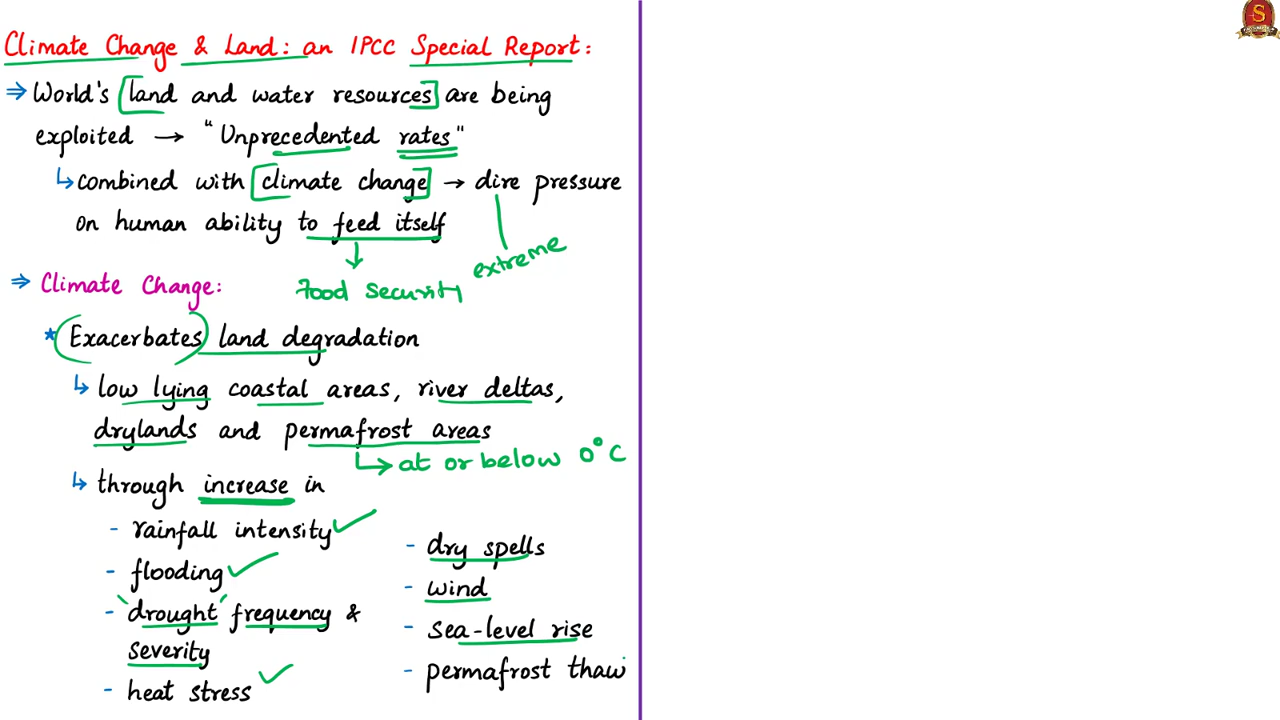 Climate Change & Land: an IPCC Special Report:
⇒ World's land and water resources are being
exploited → "Unprecedented rates"
↳ combined with climate change → dire pressure
on human ability to feed itself
extreme
Food Security
⇒ Climate Change:
* Exacerbates land degradation
↳ low lying coastal areas, river deltas,
drylands and permafrost areas
↳ at or below 0°C
↳ through increase in
- rainfall intensity
- flooding
- 'drought' frequency &
severity
- heat stress
- dry spells
- wind
- Sea-level rise
- permafrost thaw
S